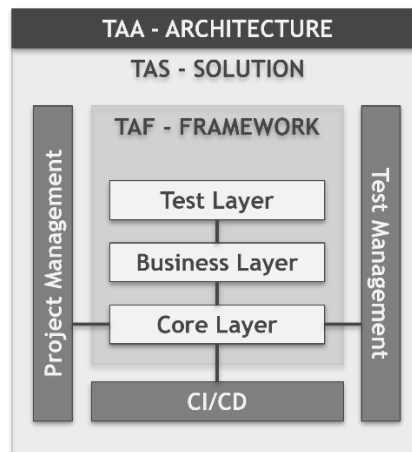 TAA - ARCHITECTURE
TAS - SOLUTION
TAF - FRAMEWORK
Project Management
Test Layer
Business Layer
Core Layer
Test Management
CI/CD